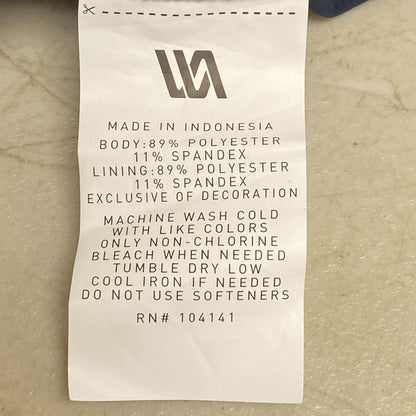 MADE IN INDONESIA
BODY:89% POLYESTER
11% SPANDEX
LINING:89% POLYESTER
11% SPANDEX
EXCLUSIVE OF DECORATION
MACHINE WASH COLD
WITH LIKE COLORS
ONLY NON-CHLORINE
BLEACH WHEN NEEDED
TUMBLE DRY LOW
COOL IRON IF NEEDED
DO NOT USE SOFTENERS
RN# 104141